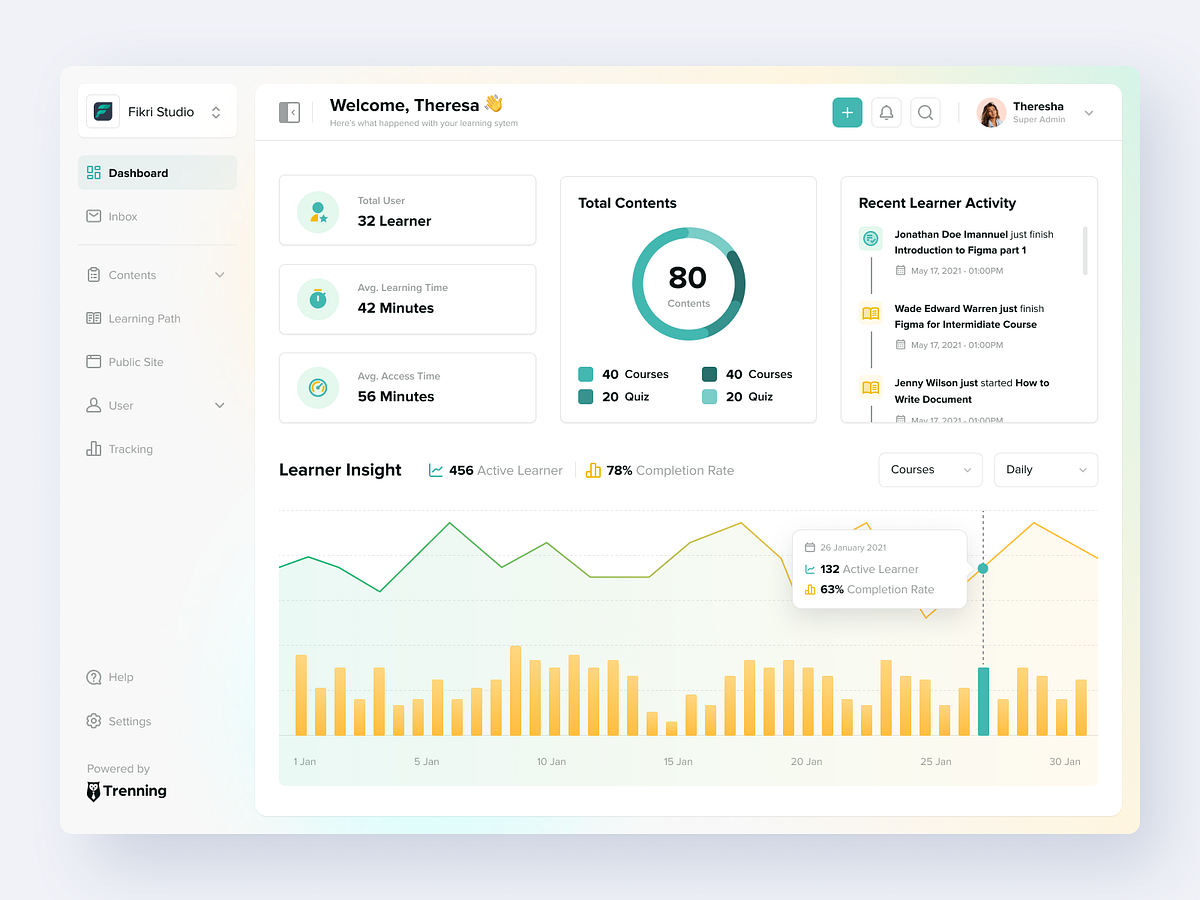 Fikri Studio
Dashboard
Inbox
Contents
Learning Path
Public Site
User
Tracking
Help
Settings
Powered by
Trenning
Welcome, Theresa 👋
Here's what happened with your learning sytem
Theresha
Super Admin
Total User
32 Learner
Avg. Learning Time
42 Minutes
Avg. Access Time
56 Minutes
Total Contents
80
Contents
40 Courses
40 Courses
20 Quiz
20 Quiz
Recent Learner Activity
Jonathan Doe Imannuel just finish
Introduction to Figma part 1
May 17, 2021 - 01:00PM
Wade Edward Warren just finish
Figma for Intermidiate Course
May 17, 2021 - 01:00PM
Jenny Wilson just started How to
Write Document
May 17, 2021 - 01:00PM
Learner Insight
456 Active Learner
78% Completion Rate
Courses
Daily
26 January 2021
132 Active Learner
63% Completion Rate
1 Jan
5 Jan
10 Jan
15 Jan
20 Jan
25 Jan
30 Jan